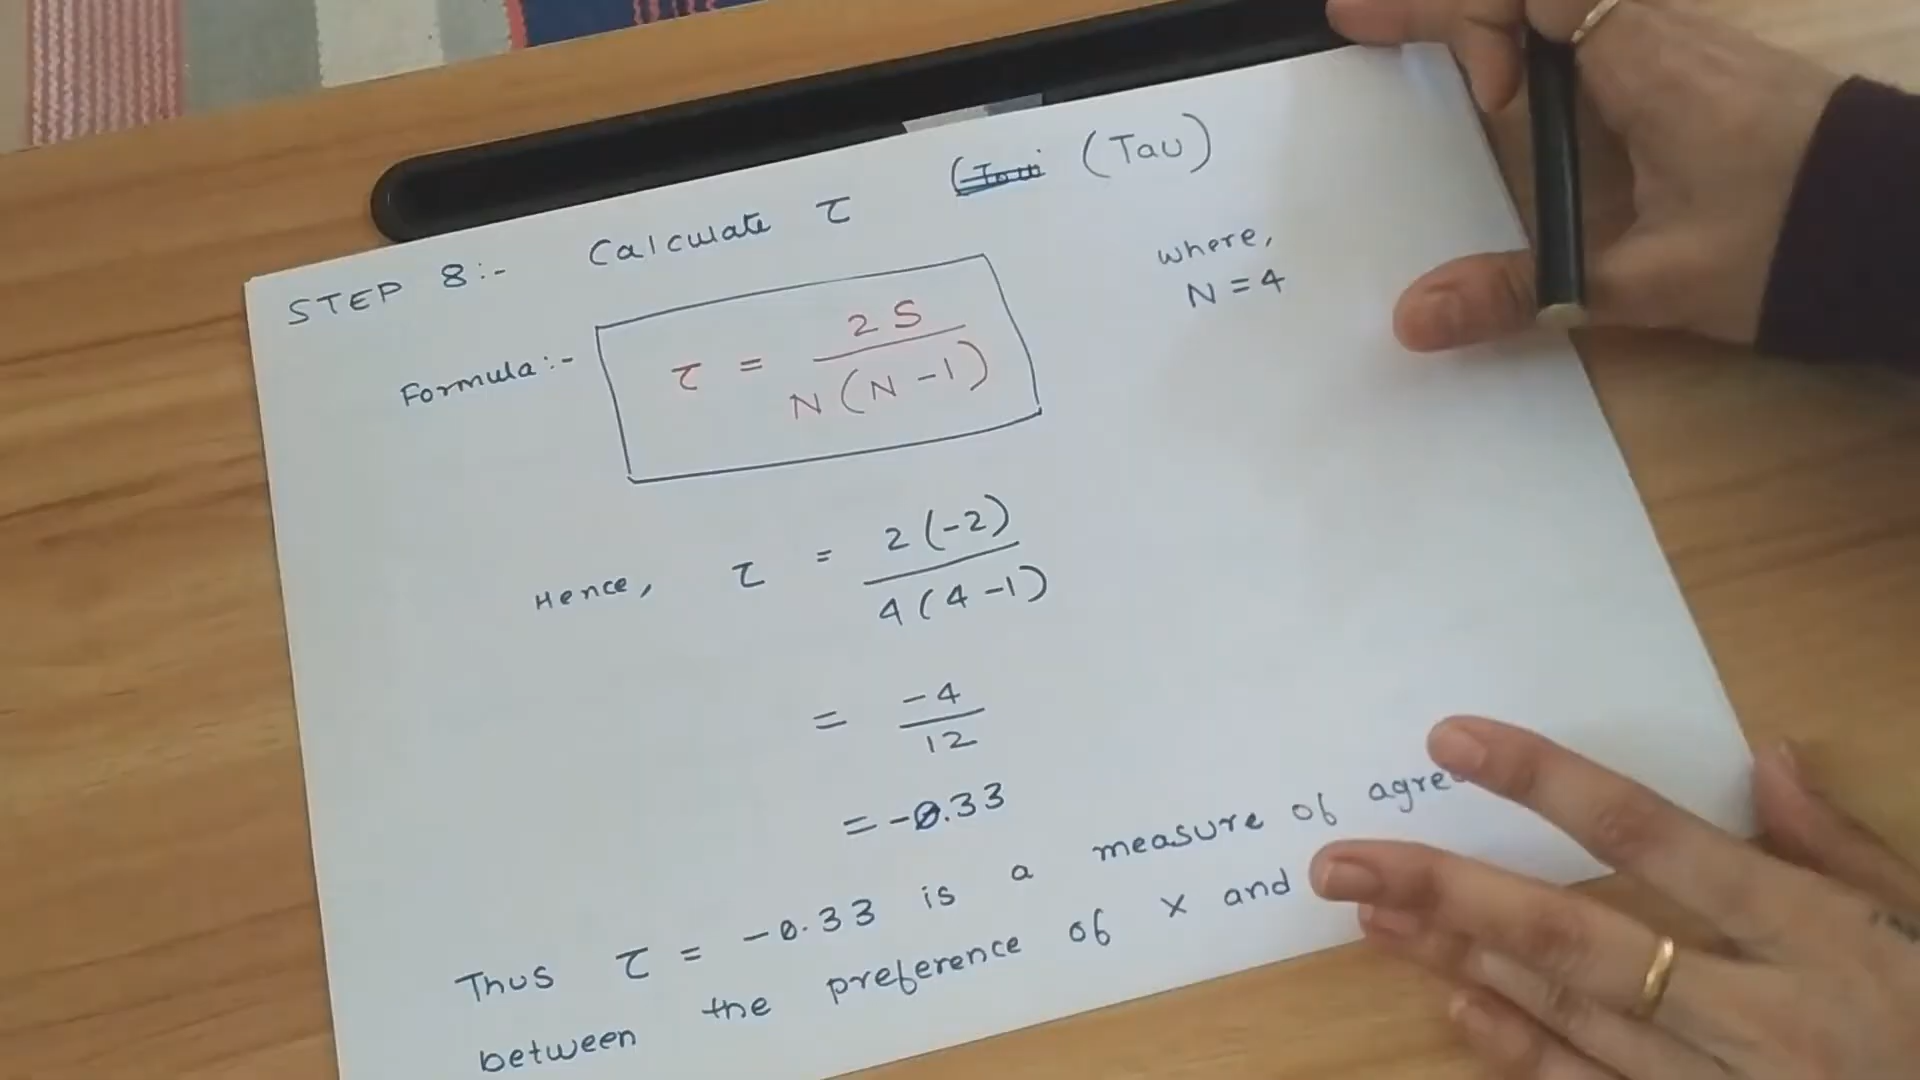 STEP 8:- Calculate τ (Tau)
where,
N = 4
Formula:- τ = 2S / N(N-1)
Hence, τ = 2(-2) / 4(4-1)
= -4 / 12
= -0.33
Thus τ = -0.33 is a measure of
between the preference of x and